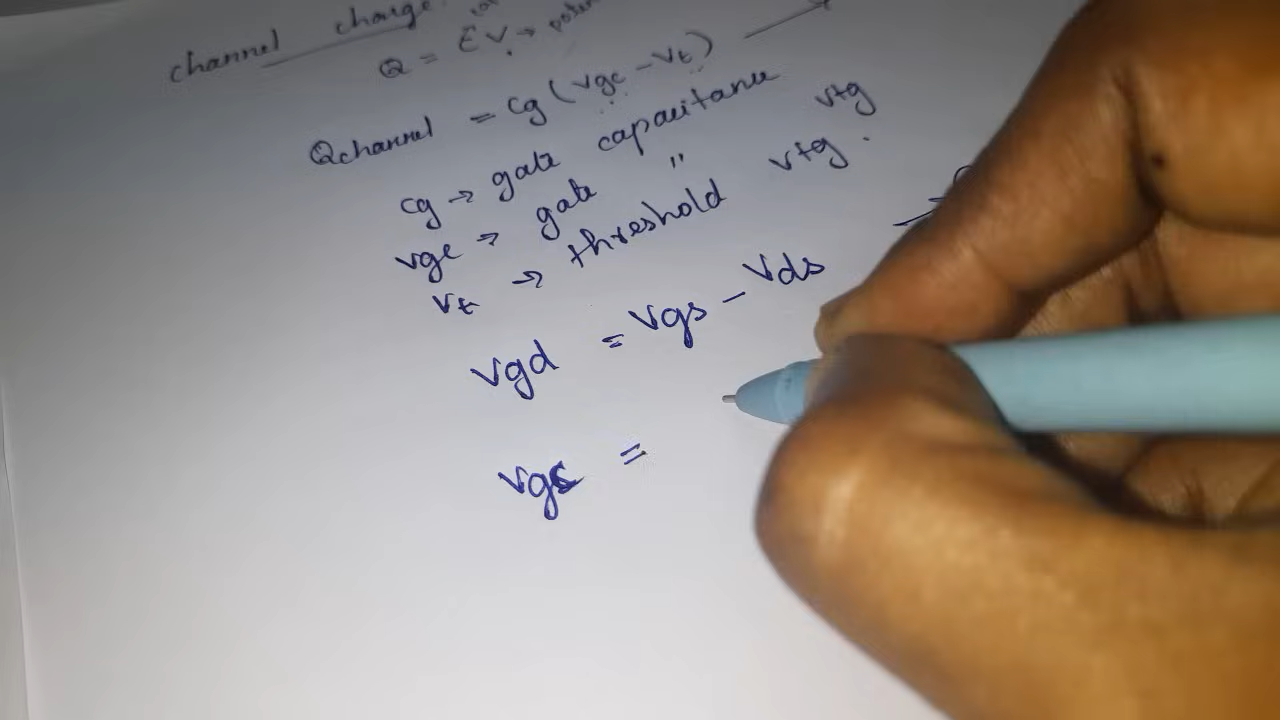 channel charge.
Q = CV →
Qchannel = Cg (Vgc - Vt) →
Cg → gate capacitance
Vgc → gate " vtg
Vt → threshold vtg.
Vgd = Vgs - Vds
Vgc =